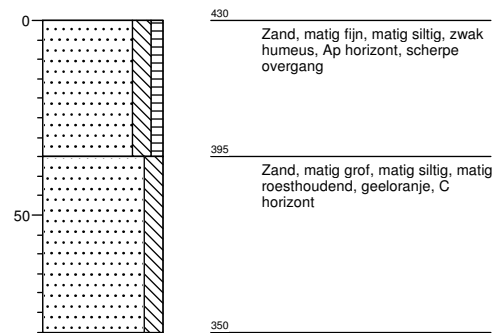 0
430
Zand, matig fijn, matig siltig, zwak
humeus, Ap horizont, scherpe
overgang
395
Zand, matig grof, matig siltig, matig
roesthoudend, geeloranje, C
horizont
50
350